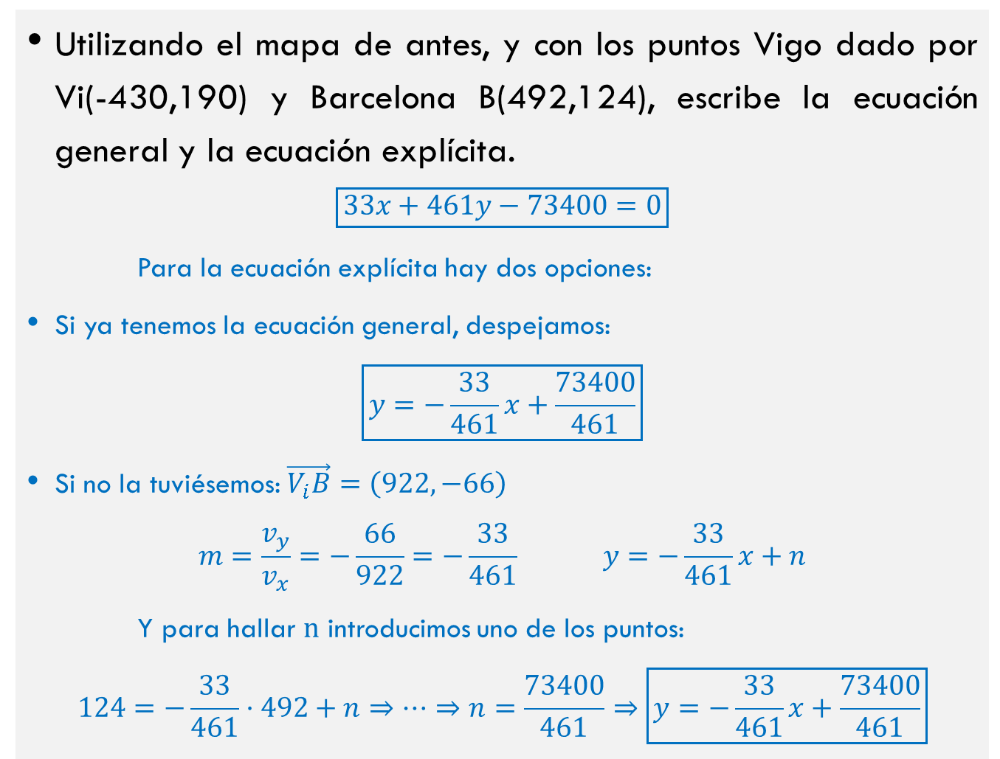 • Utilizando el mapa de antes, y con los puntos Vigo dado por
Vi(-430,190) y Barcelona B(492,124), escribe la ecuación
general y la ecuación explícita.
33x + 461y − 73400 = 0
Para la ecuación explícita hay dos opciones:
• Si ya tenemos la ecuación general, despejamos:
y = − 33/461 x + 73400/461
• Si no la tuviésemos: \overrightarrow{V_iB} = (922, −66)
m = v_y/v_x = − 66/922 = − 33/461 y = − 33/461 x + n
Y para hallar n introducimos uno de los puntos:
124 = − 33/461 · 492 + n ⇒ ⋯ ⇒ n = 73400/461 ⇒ y = − 33/461 x + 73400/461